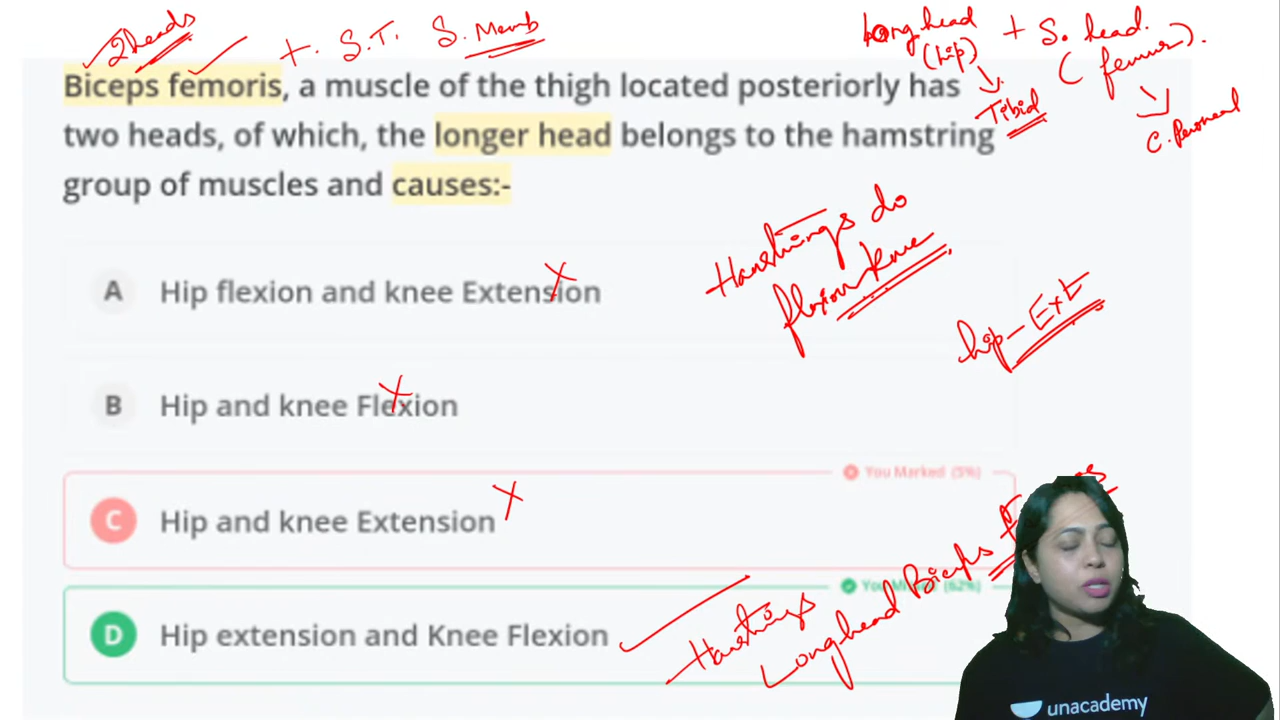 2heads
+ S.T. S. Memb
Long head + S. head.
(hip) ( femur).
Tibid
C. Peroneal
Biceps femoris, a muscle of the thigh located posteriorly has
two heads, of which, the longer head belongs to the hamstring
group of muscles and causes:-
Hamstrings do
flexion knee
hip - Ext
A Hip flexion and knee Extension
B Hip and knee Flexion
You Marked (5%)
C Hip and knee Extension
D Hip extension and Knee Flexion
Hamstrings
Longhead Biceps
unacademy